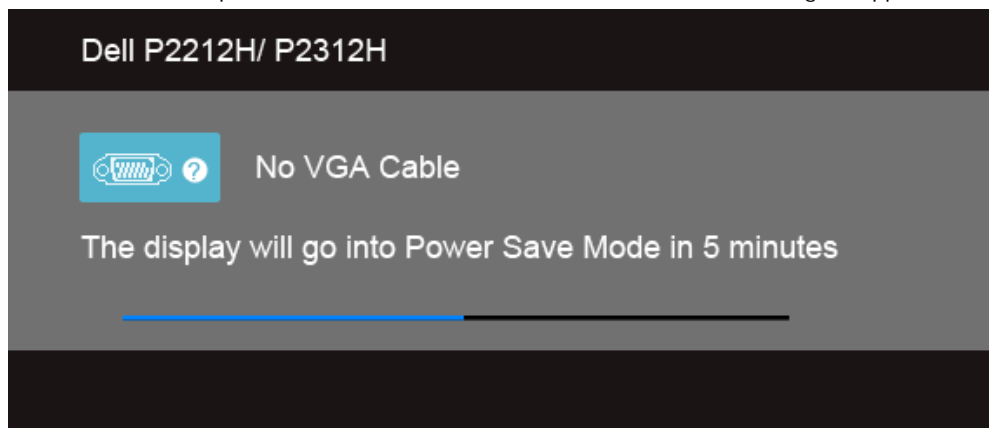 Dell P2212H/ P2312H
?
No VGA Cable
The display will go into Power Save Mode in 5 minutes